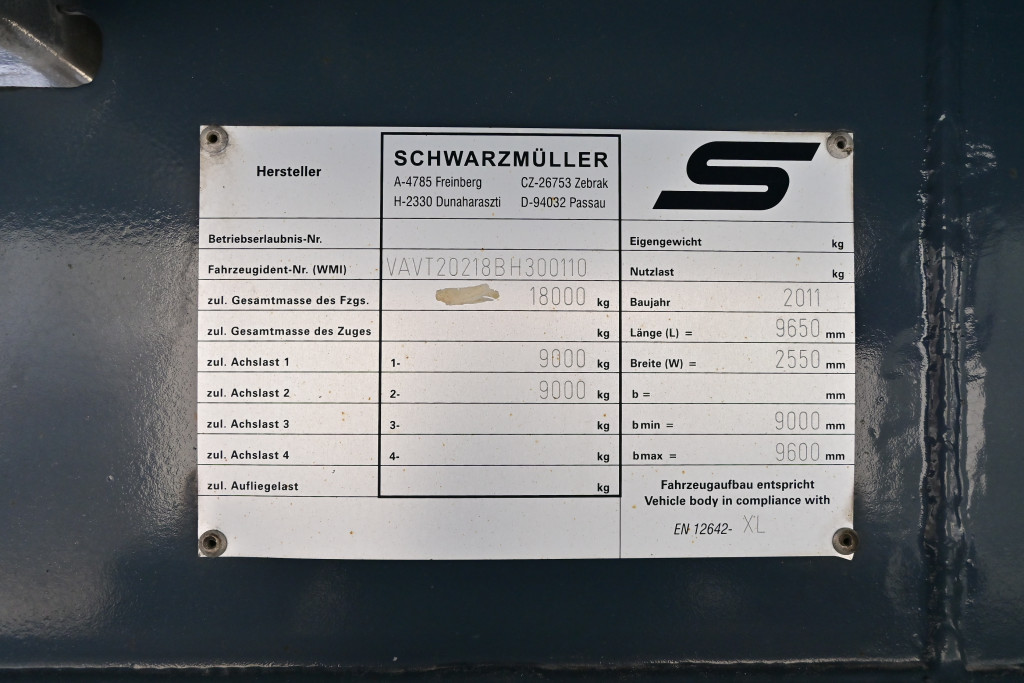 Hersteller
SCHWARZMÜLLER
A-4785 Freinberg CZ-26753 Zebrak
H-2330 Dunaharaszti D-94032 Passau
S
Betriebserlaubnis-Nr.
Fahrzeugident-Nr. (WMI) VAVT20218BH300110
zul. Gesamtmasse des Fzgs. 18000 kg
zul. Gesamtmasse des Zuges kg
zul. Achslast 1 1- 9000 kg
zul. Achslast 2 2- 9000 kg
zul. Achslast 3 3- kg
zul. Achslast 4 4- kg
zul. Aufliegelast kg
Eigengewicht kg
Nutzlast kg
Baujahr 2011
Länge (L) = 9650 mm
Breite (W) = 2550 mm
b = mm
bmin = 9000 mm
bmax = 9600 mm
Fahrzeugaufbau entspricht
Vehicle body in compliance with
EN 12642- XL